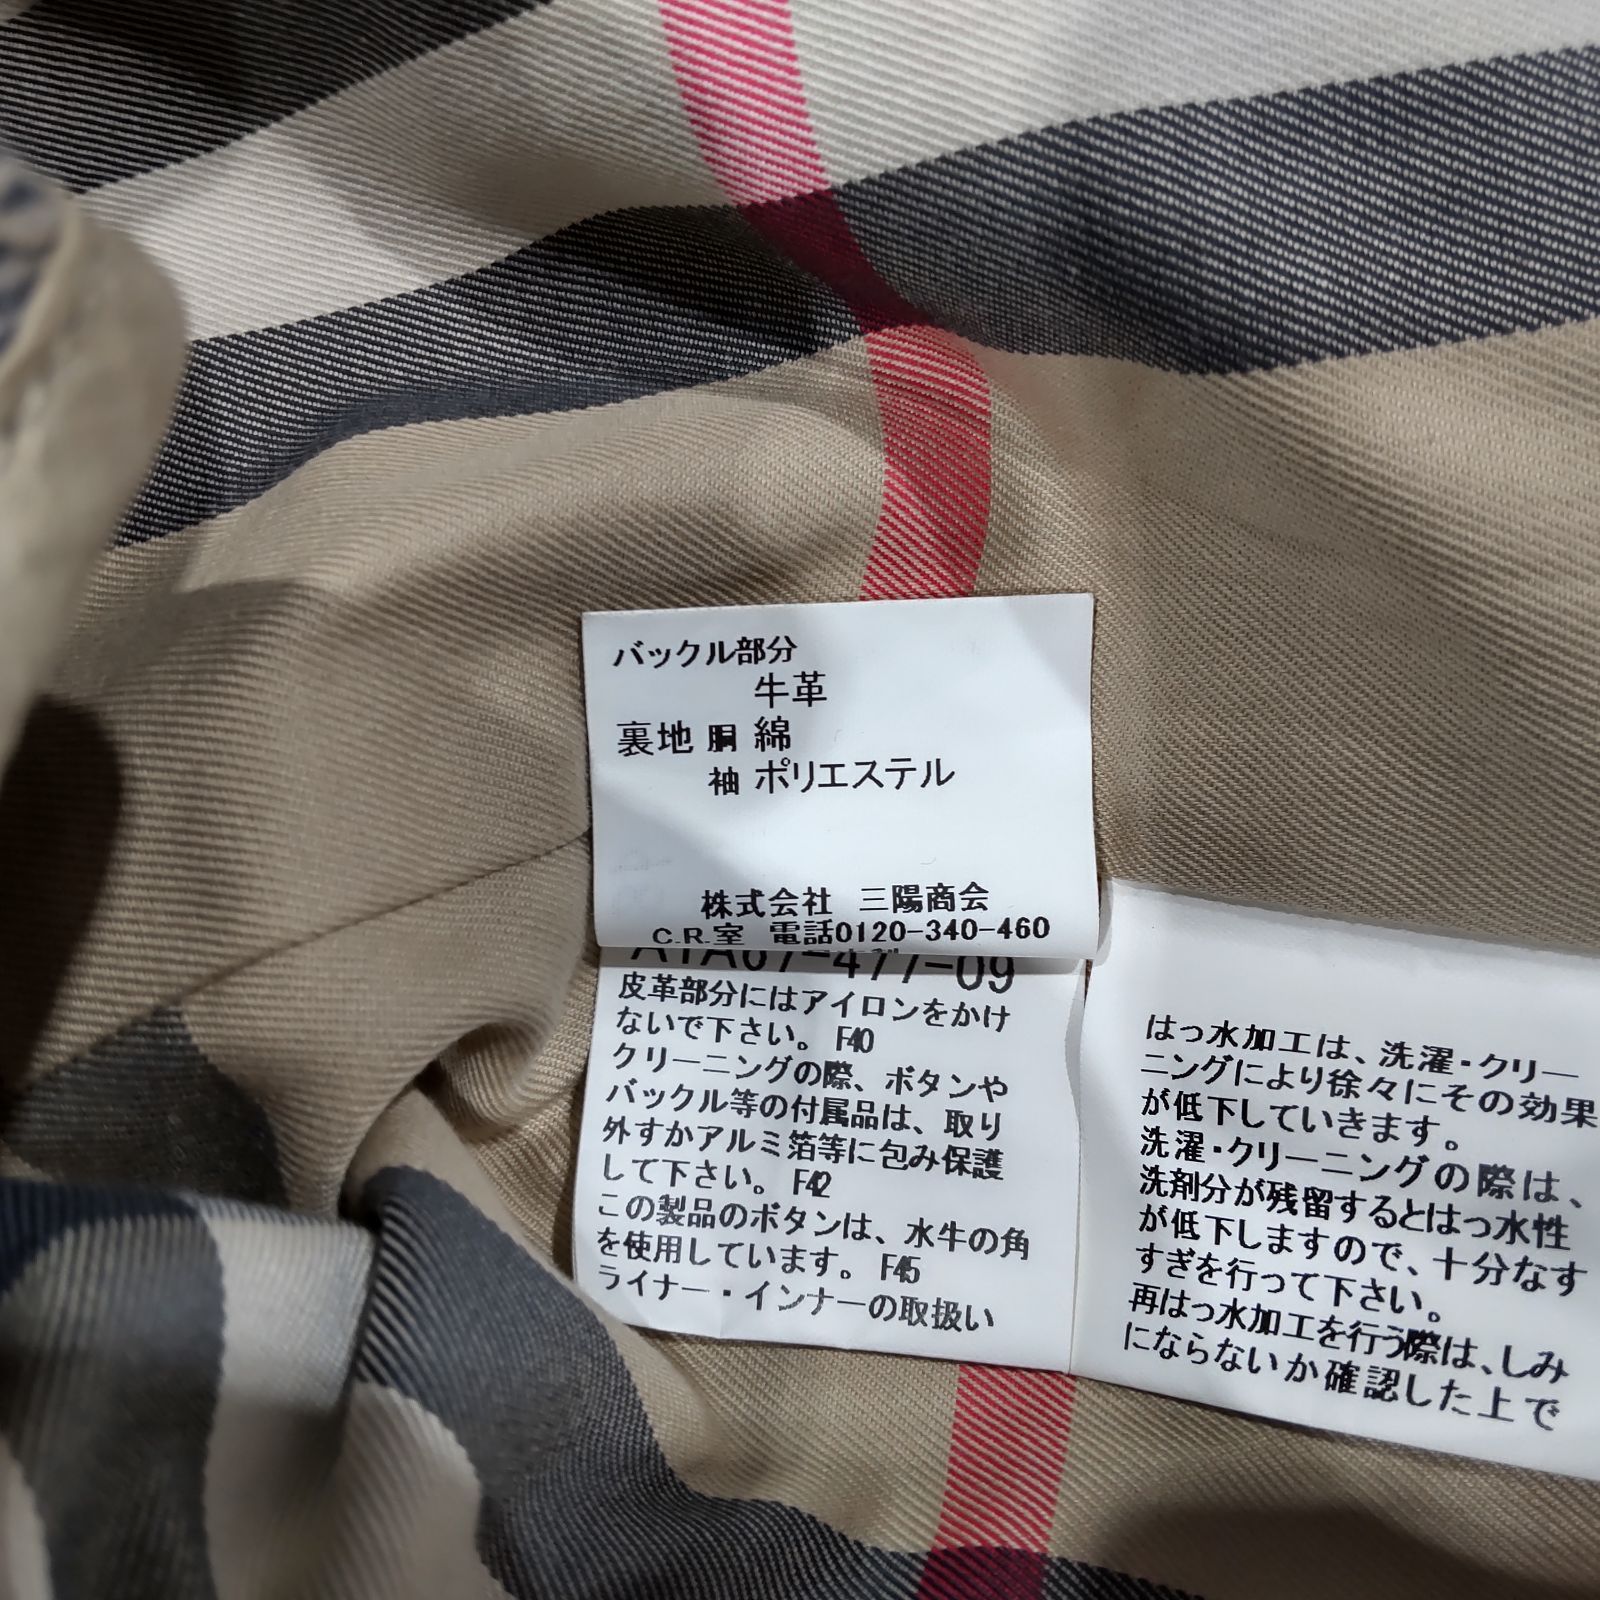 バックル部分
牛革
裏地 胴 綿
袖 ポリエステル
株式会社 三陽商会
C.R.室 電話0120-340-460
A1A07-477-09
皮革部分にはアイロンをかけ
ないで下さい。 F40
クリーニングの際、ボタンや
バックル等の付属品は、取り
外すかアルミ箔等に包み保護
して下さい。 F42
この製品のボタンは、水牛の角
を使用しています。 F45
ライナー・インナーの取扱い
はっ水加工は、洗濯・クリー
ニングにより徐々にその効果
が低下していきます。
洗濯・クリーニングの際は、
洗剤分が残留するとはっ水性
が低下しますので、十分なす
すぎを行って下さい。
再はっ水加工を行う際は、しみ
にならないか確認した上で